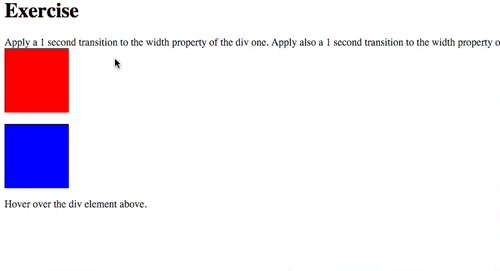 Exercise
Apply a 1 second transition to the width property of the div one. Apply also a 1 second transition to the width property o
Hover over the div element above.